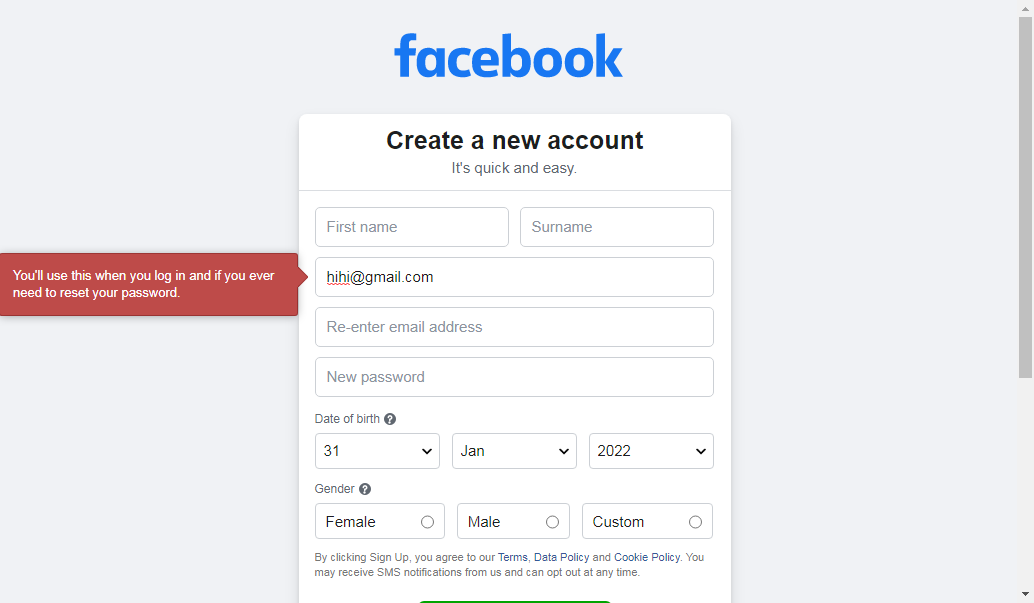 facebook
Create a new account
It's quick and easy.
First name
Surname
You'll use this when you log in and if you ever
need to reset your password.
hihi@gmail.com
Re-enter email address
New password
Date of birth ?
31
Jan
2022
Gender ?
Female
Male
Custom
By clicking Sign Up, you agree to our Terms, Data Policy and Cookie Policy. You
may receive SMS notifications from us and can opt out at any time.